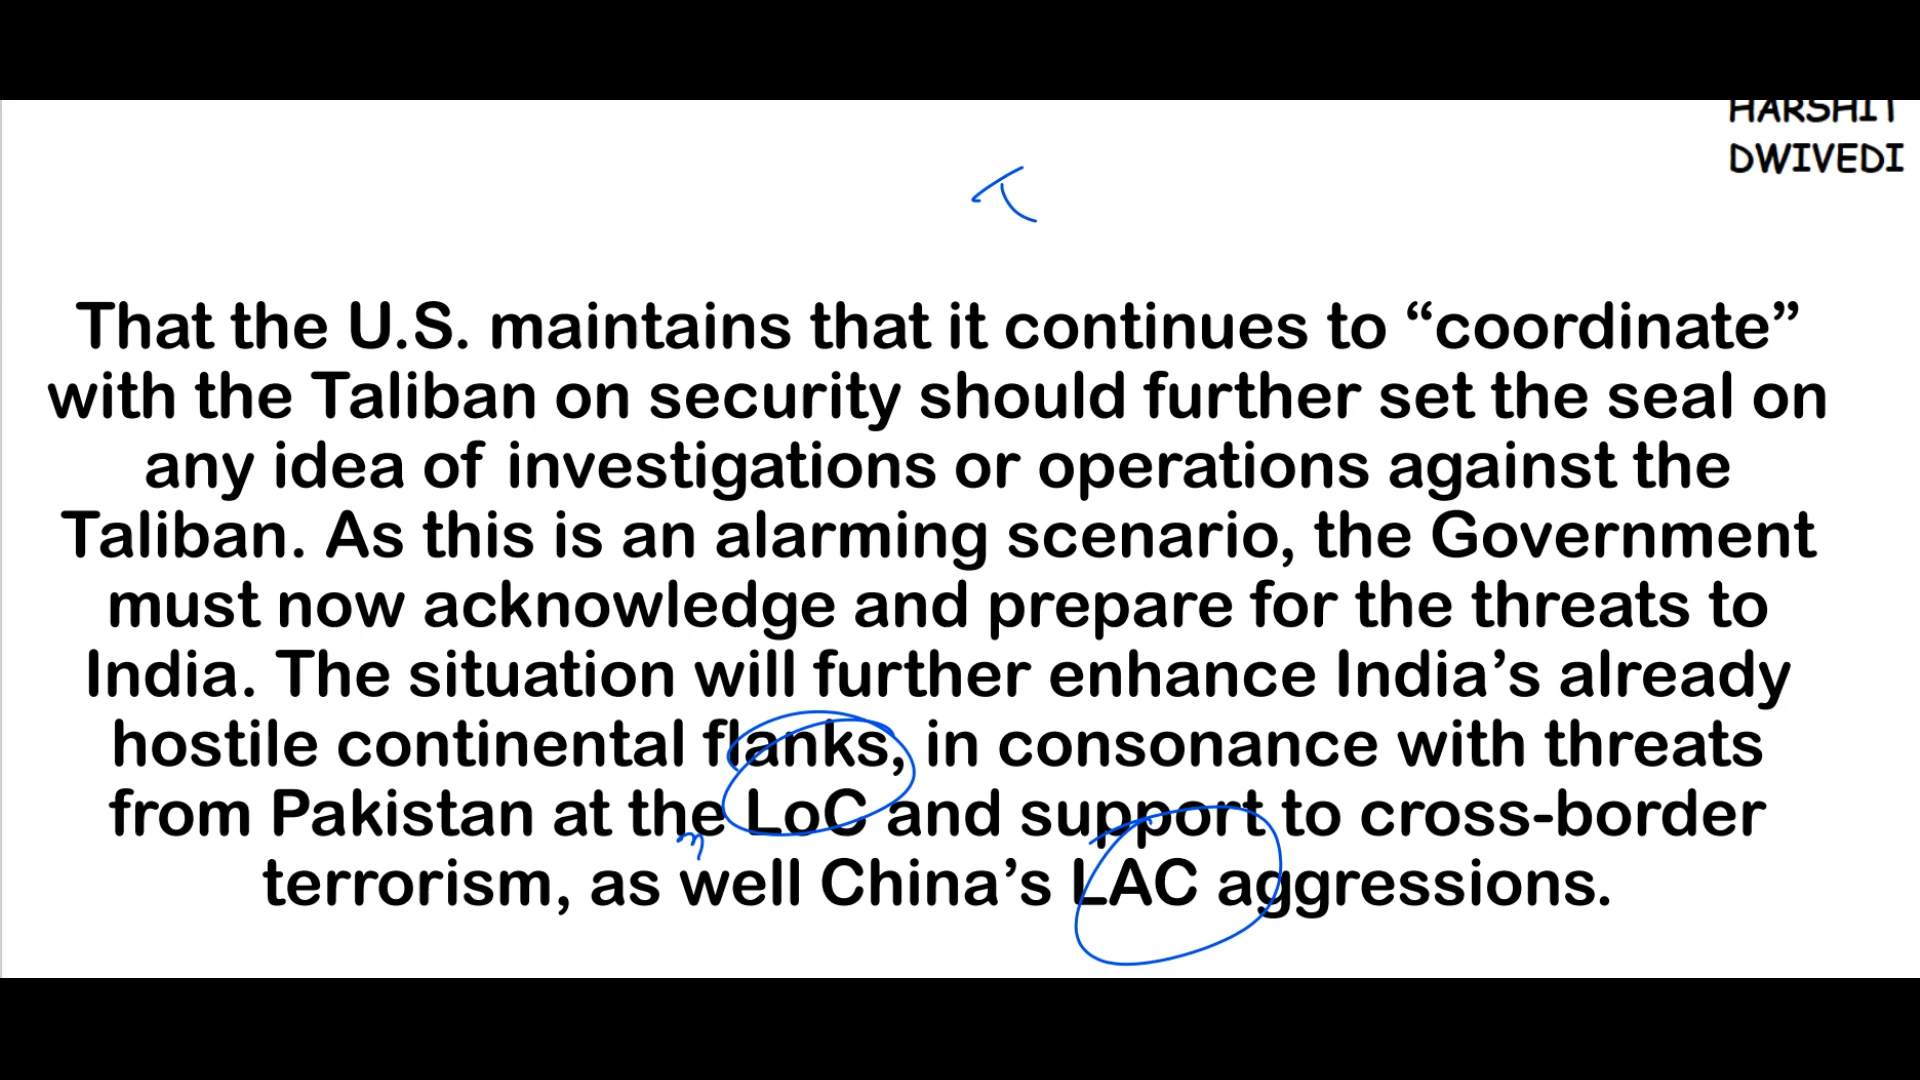 HARSHIT
DWIVEDI
That the U.S. maintains that it continues to “coordinate”
with the Taliban on security should further set the seal on
any idea of investigations or operations against the
Taliban. As this is an alarming scenario, the Government
must now acknowledge and prepare for the threats to
India. The situation will further enhance India’s already
hostile continental flanks, in consonance with threats
from Pakistan at the LoC and support to cross-border
terrorism, as well China’s LAC aggressions.